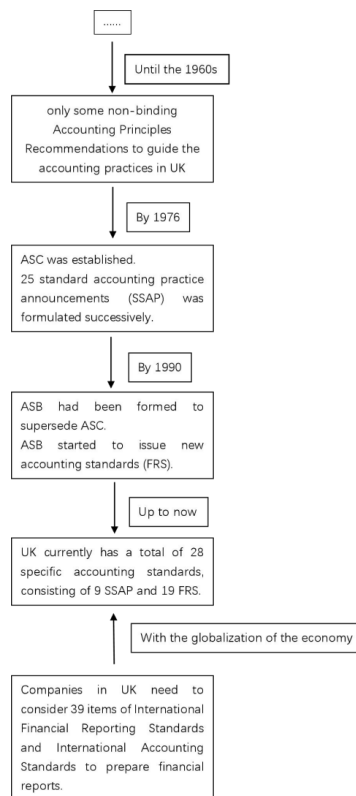 ......
Until the 1960s
only some non-binding
Accounting Principles
Recommendations to guide the
accounting practices in UK
By 1976
ASC was established.
25 standard accounting practice
announcements (SSAP) was
formulated successively.
By 1990
ASB had been formed to
supersede ASC.
ASB started to issue new
accounting standards (FRS).
Up to now
UK currently has a total of 28
specific accounting standards,
consisting of 9 SSAP and 19 FRS.
With the globalization of the economy
Companies in UK need to
consider 39 items of International
Financial Reporting Standards
and International Accounting
Standards to prepare financial
reports.